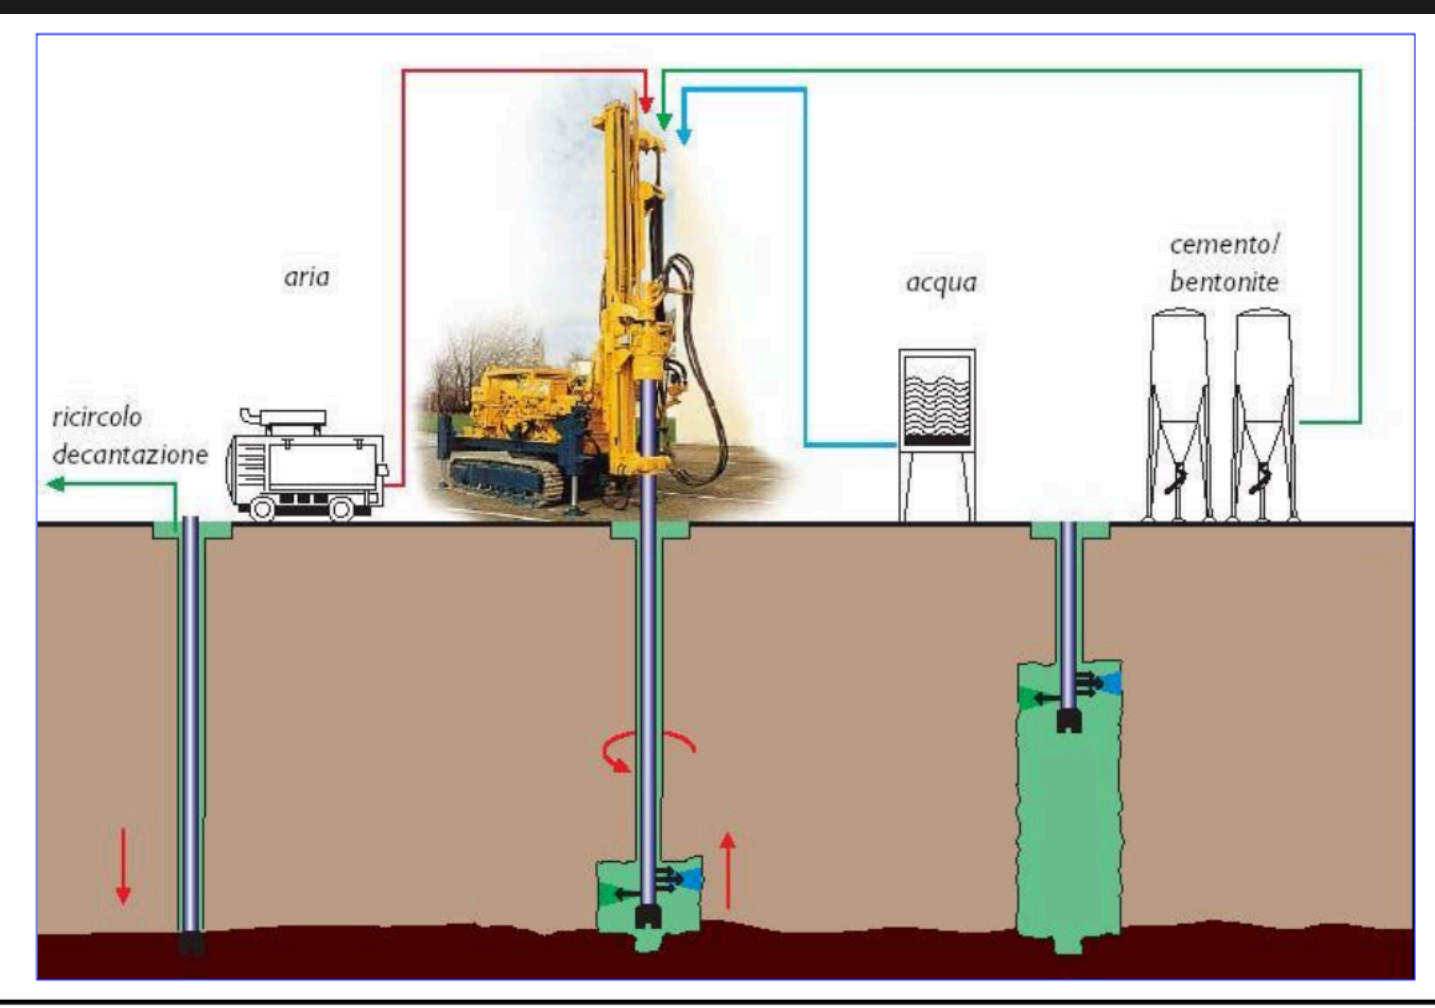 aria
acqua
cemento/
bentonite
ricircolo
decantazione